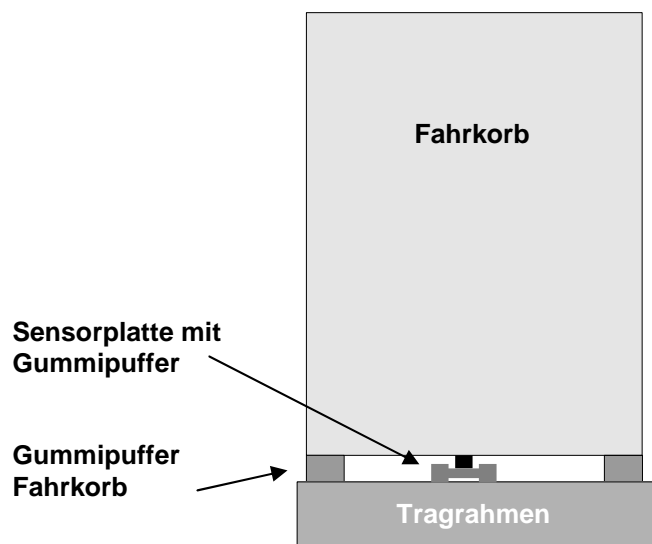 Fahrkorb
Sensorplatte mit
Gummipuffer
Gummipuffer
Fahrkorb
Tragrahmen